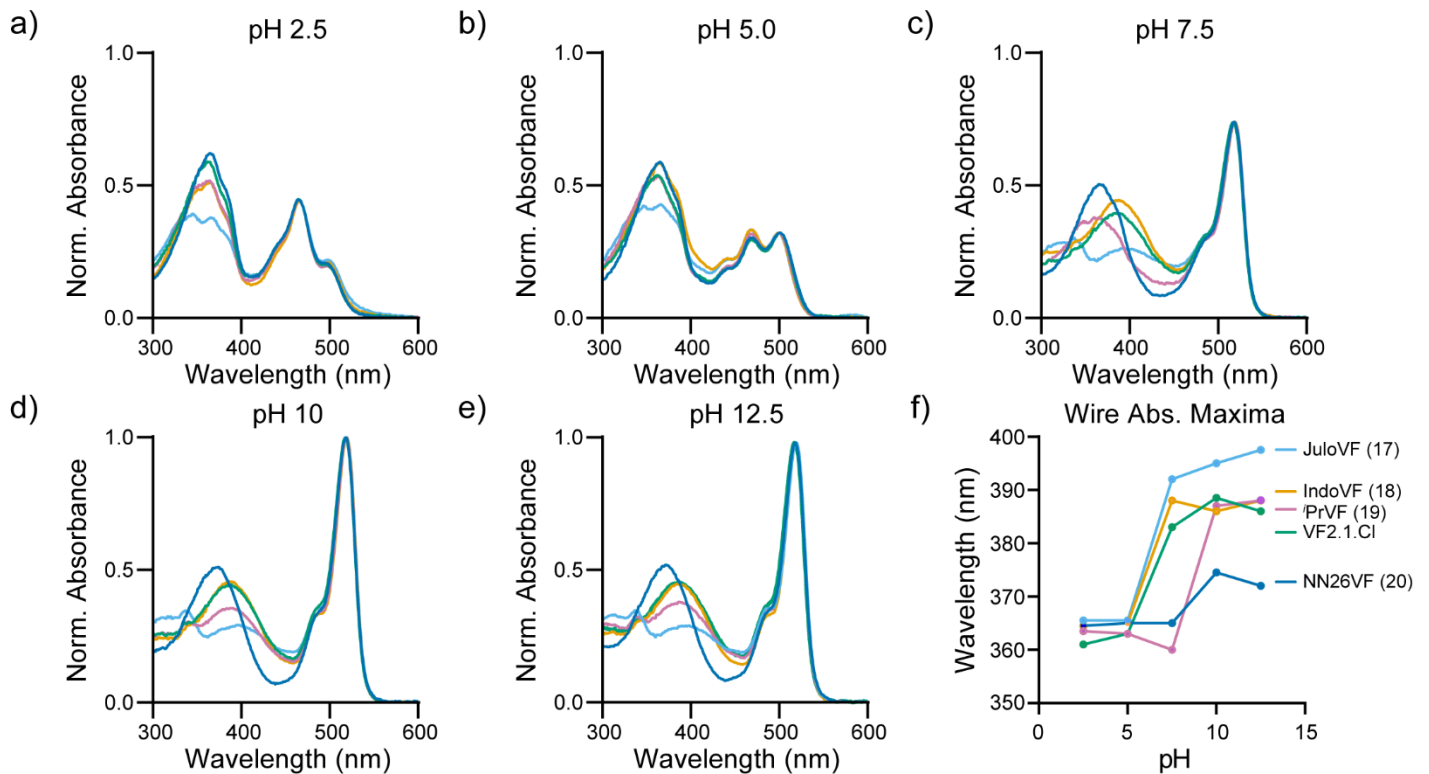 a)
pH 2.5
Norm. Absorbance
1.0
0.5
0.0
300
400
500
600
Wavelength (nm)
b)
pH 5.0
Norm. Absorbance
1.0
0.5
0.0
300
400
500
600
Wavelength (nm)
c)
pH 7.5
Norm. Absorbance
1.0
0.5
0.0
300
400
500
600
Wavelength (nm)
d)
pH 10
Norm. Absorbance
1.0
0.5
0.0
300
400
500
600
Wavelength (nm)
e)
pH 12.5
Norm. Absorbance
1.0
0.5
0.0
300
400
500
600
Wavelength (nm)
f)
Wire Abs. Maxima
Wavelength (nm)
400
390
380
370
360
350
0
5
10
15
pH
JuloVF (17)
IndoVF (18)
iPrVF (19)
VF2.1.Cl
NN26VF (20)